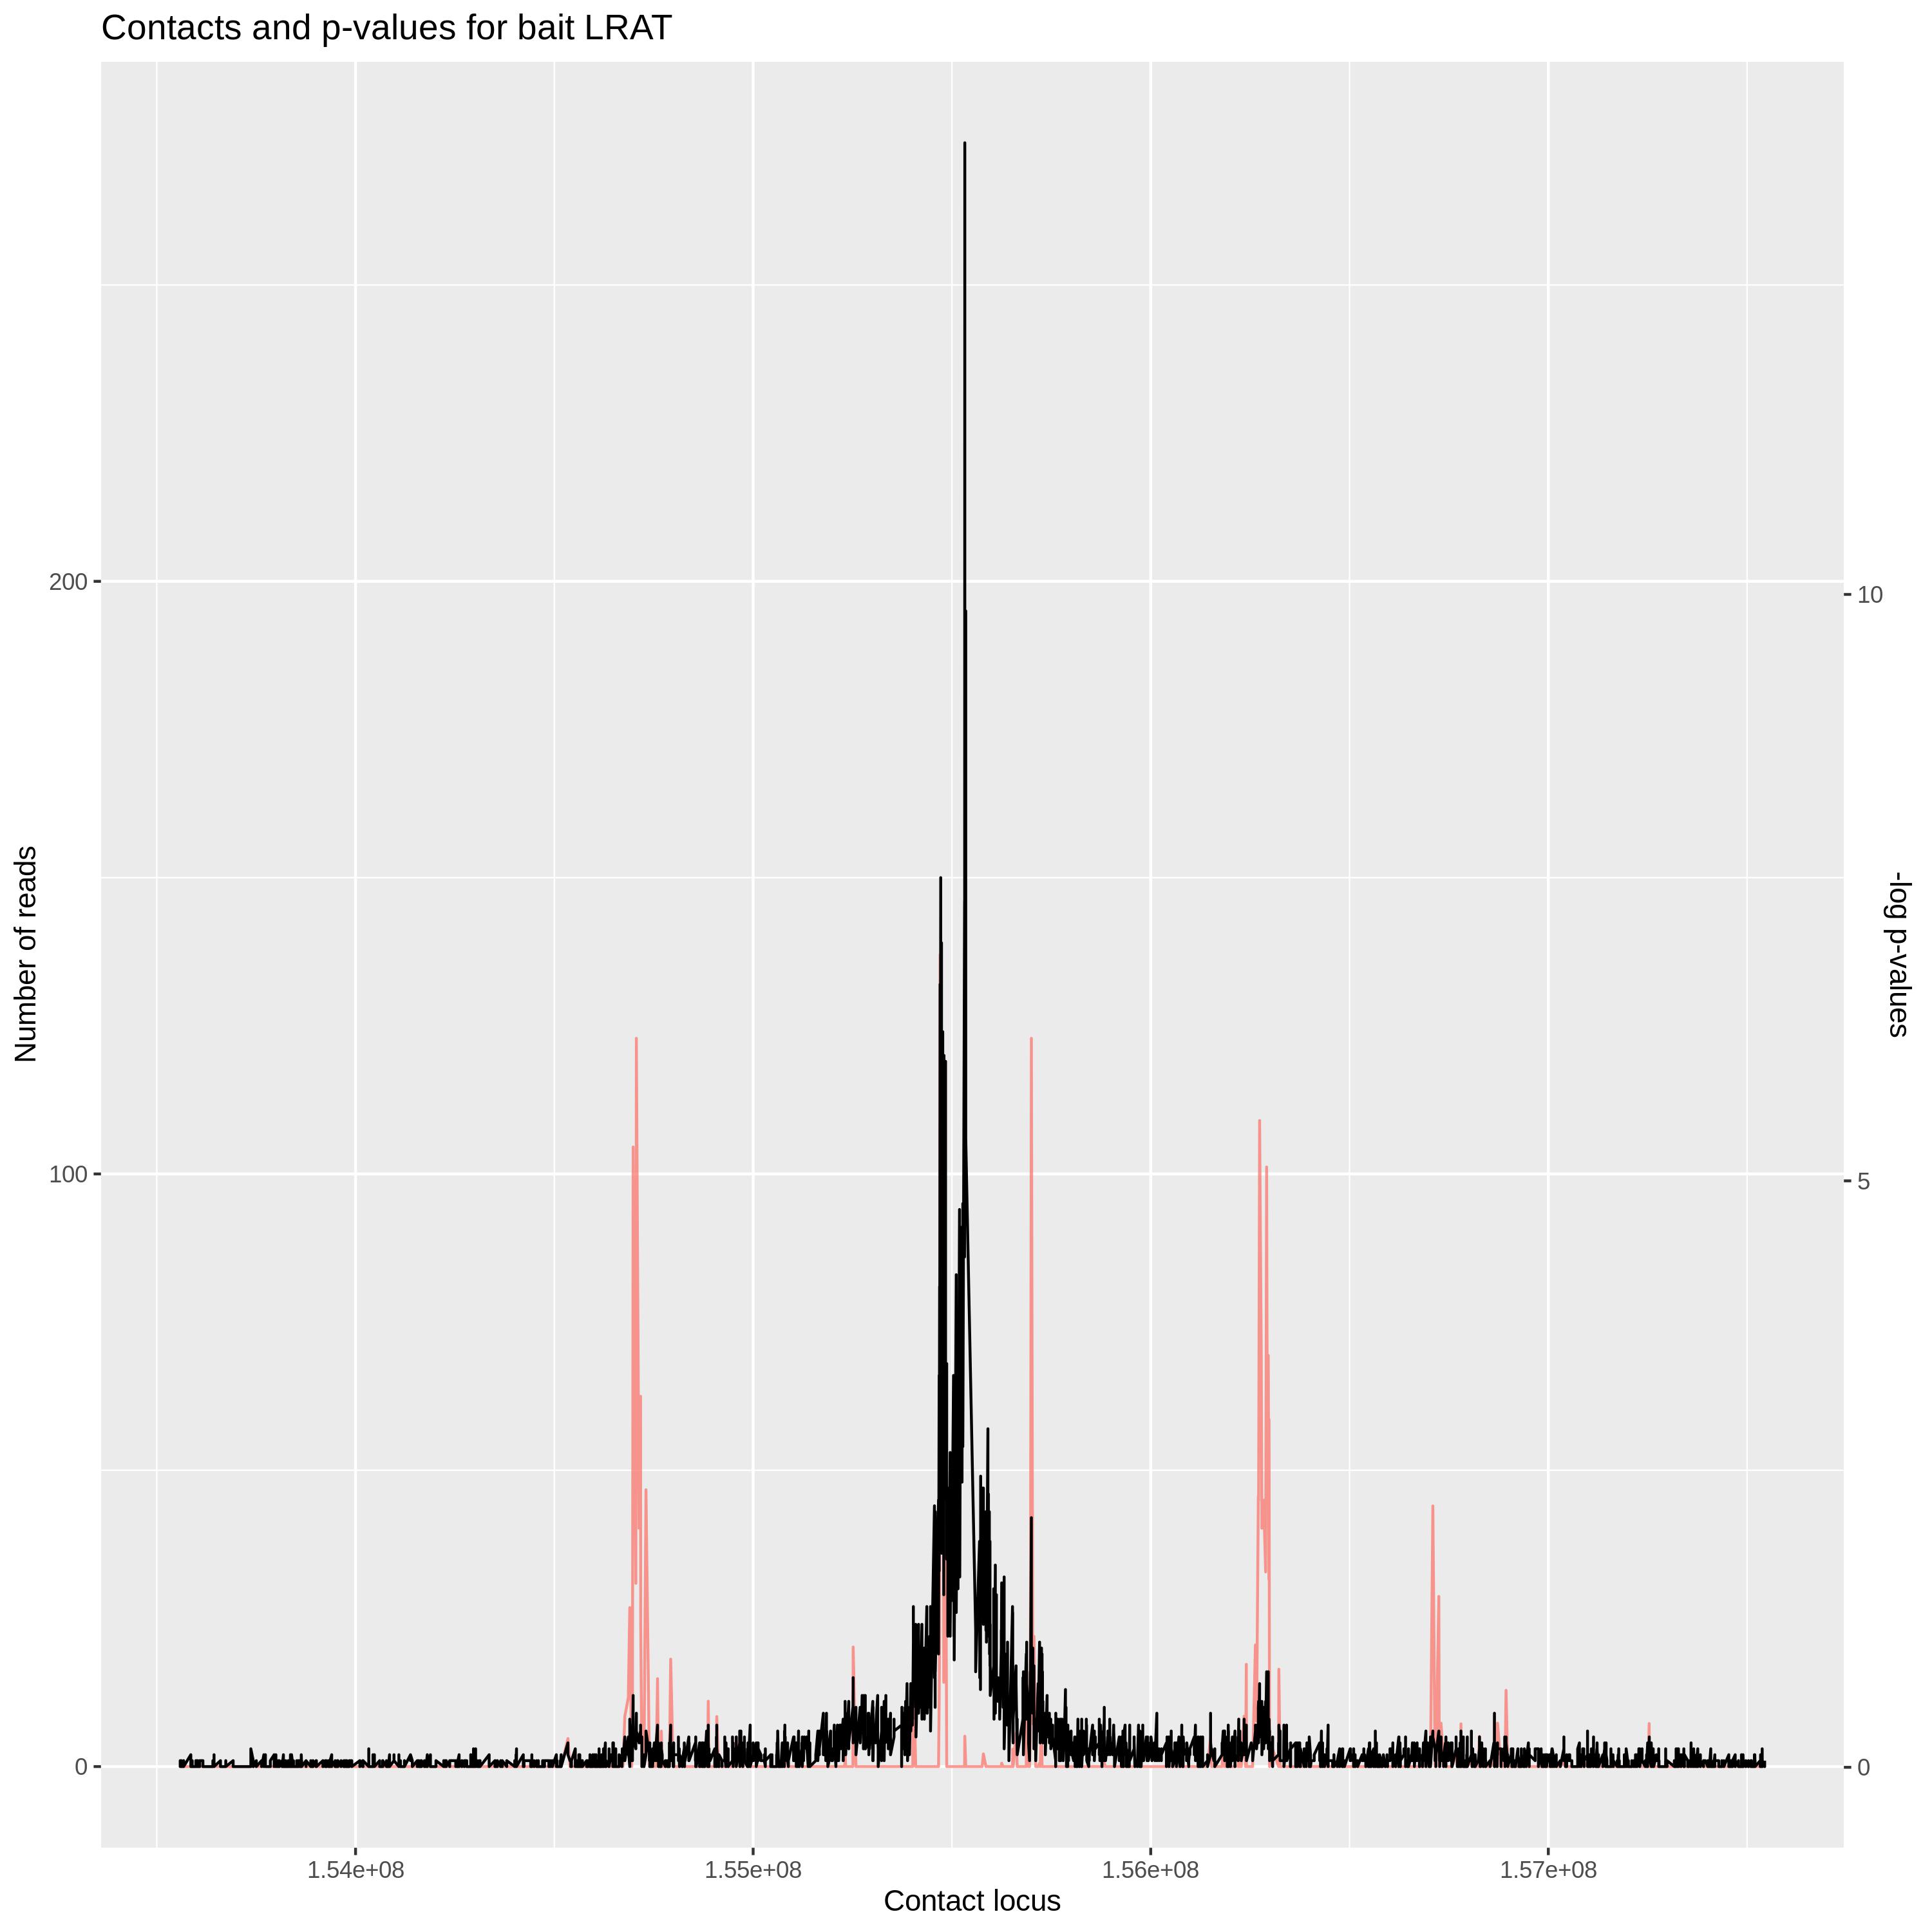 Contacts and p-values for bait LRAT
Number of reads
200
100
0
10
5
0
-log p-values
1.54e+08
1.55e+08
1.56e+08
1.57e+08
Contact locus